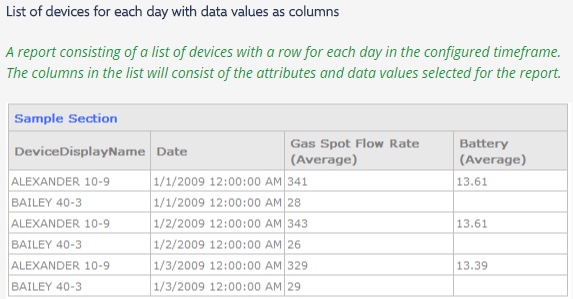 List of devices for each day with data values as columns
A report consisting of a list of devices with a row for each day in the configured timeframe.
The columns in the list will consist of the attributes and data values selected for the report.
Sample Section
DeviceDisplayName Date Gas Spot Flow Rate (Average) Battery (Average)
ALEXANDER 10-9 1/1/2009 12:00:00 AM 341 13.61
BAILEY 40-3 1/1/2009 12:00:00 AM 28
ALEXANDER 10-9 1/2/2009 12:00:00 AM 343 13.61
BAILEY 40-3 1/2/2009 12:00:00 AM 26
ALEXANDER 10-9 1/3/2009 12:00:00 AM 329 13.39
BAILEY 40-3 1/3/2009 12:00:00 AM 29